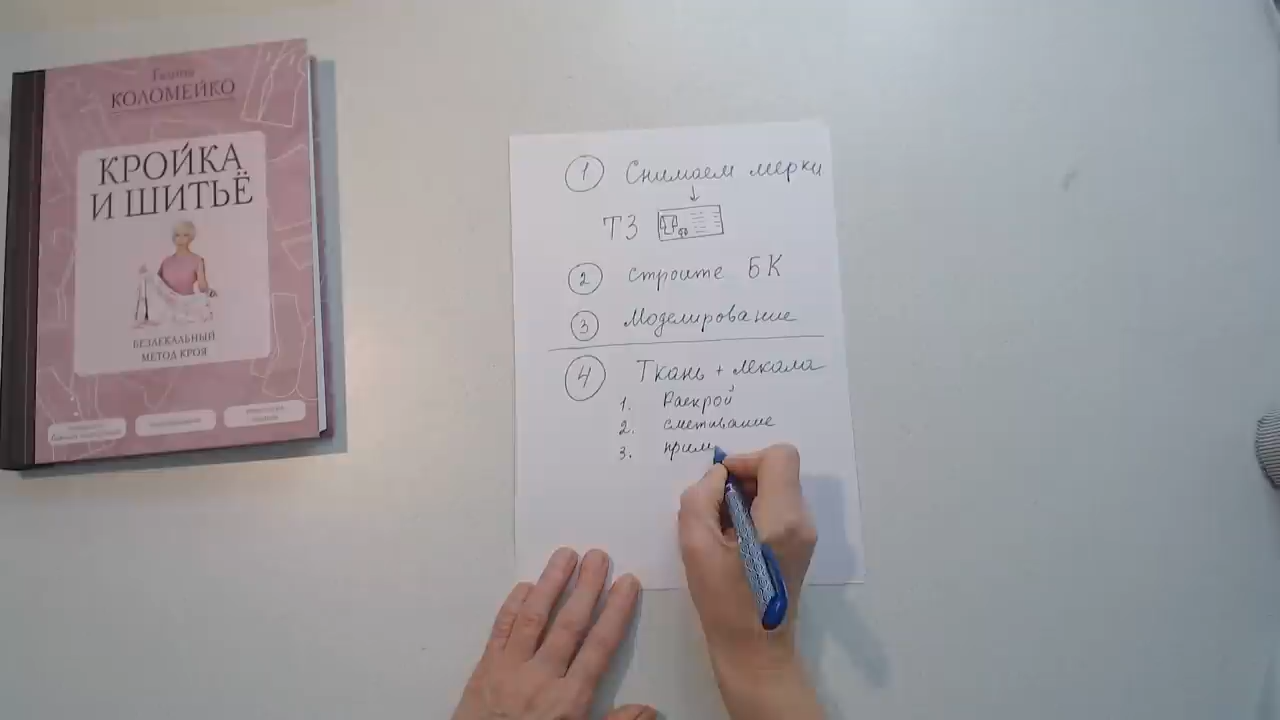 Галина
КОЛОМЕЙКО
КРОЙКА
И ШИТЬЁ
БЕЗЛЕКАЛЬНЫЙ
МЕТОД КРОЯ
1 Снимаем мерки
ТЗ
2 строите БК
3 Моделирование
4 Ткань + лекала
1. Раскрой
2. сметывание
3. прим